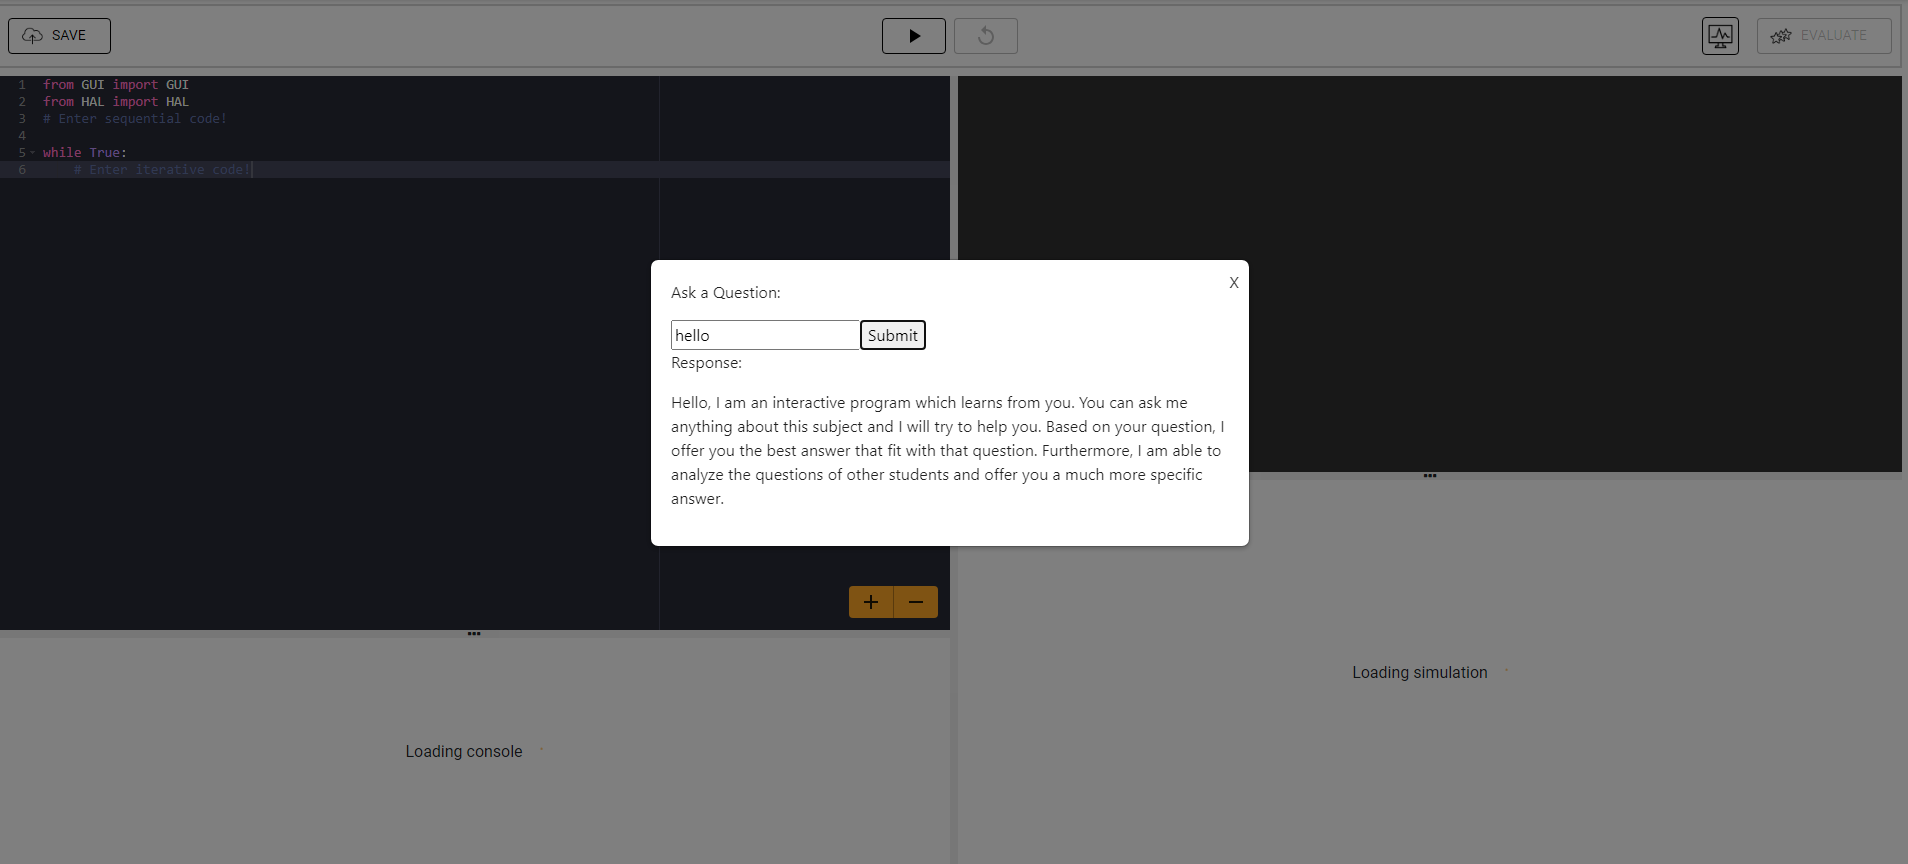 SAVE
EVALUATE
1 from GUI import GUI
2 from HAL import HAL
3 # Enter sequential code!
4
5 while True:
6 # Enter iterative code!
X
Ask a Question:
hello Submit
Response:
Hello, I am an interactive program which learns from you. You can ask me
anything about this subject and I will try to help you. Based on your question, I
offer you the best answer that fit with that question. Furthermore, I am able to
analyze the questions of other students and offer you a much more specific
answer.
Loading console
Loading simulation